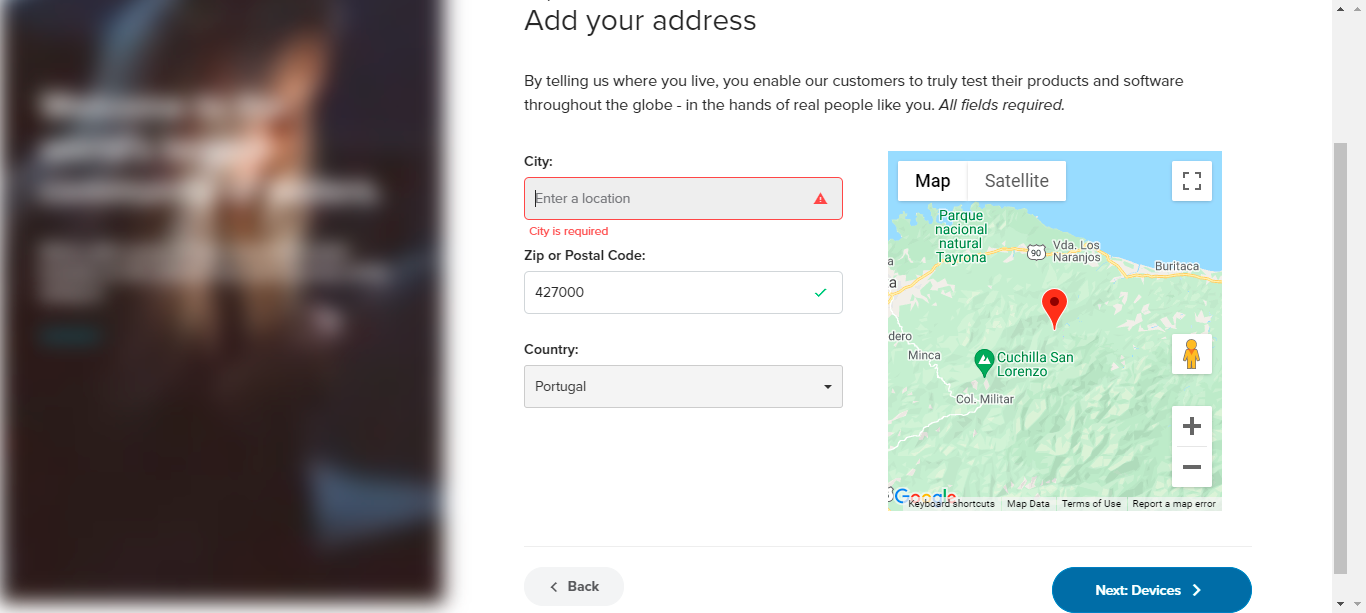 Add your address
By telling us where you live, you enable our customers to truly test their products and software
throughout the globe - in the hands of real people like you. All fields required.
City:
Enter a location
City is required
Zip or Postal Code:
427000
Country:
Portugal
Map
Satellite
Parque
nacional
natural
Tayrona
90
Vda. Los
Naranjos
Buritaca
a
a
dero
Minca
Cuchilla San
Lorenzo
Col. Militar
Google
Keyboard shortcuts
Map Data
Terms of Use
Report a map error
Back
Next: Devices